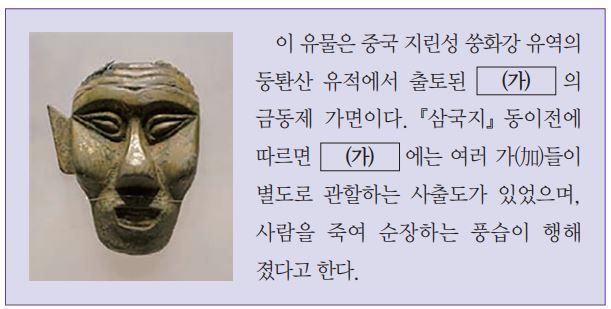 이 유물은 중국 지린성 쑹화강 유역의
둥퇀산 유적에서 출토된 (가) 의
금동제 가면이다. 『삼국지』 동이전에
따르면 (가) 에는 여러 가(加)들이
별도로 관할하는 사출도가 있었으며,
사람을 죽여 순장하는 풍습이 행해
졌다고 한다.